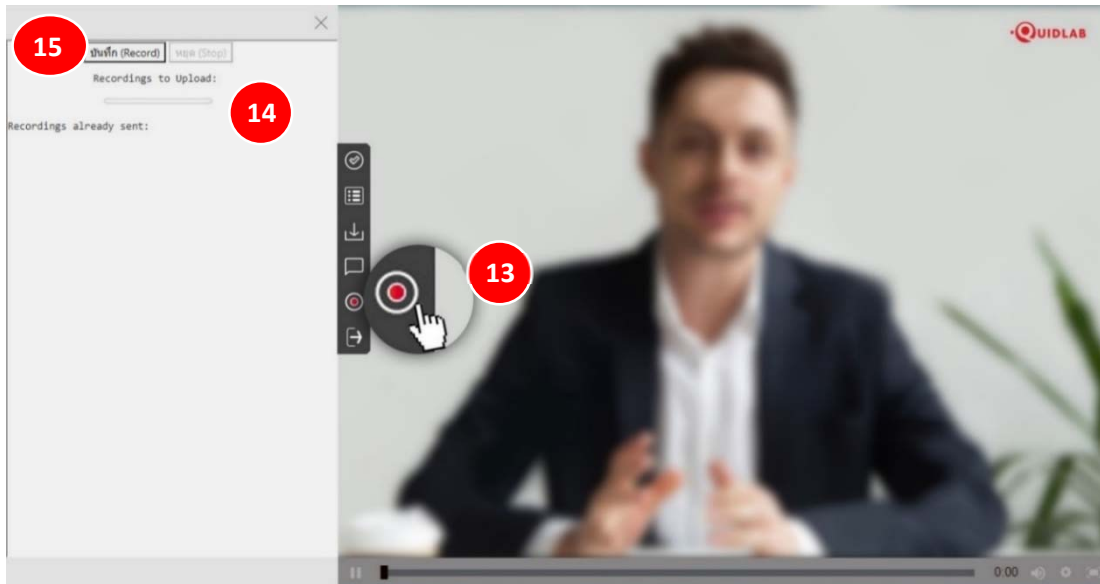 15
บันทึก (Record) หยุด (Stop)
QUIDLAB
Recordings to Upload:
14
Recordings already sent:
13
0:00